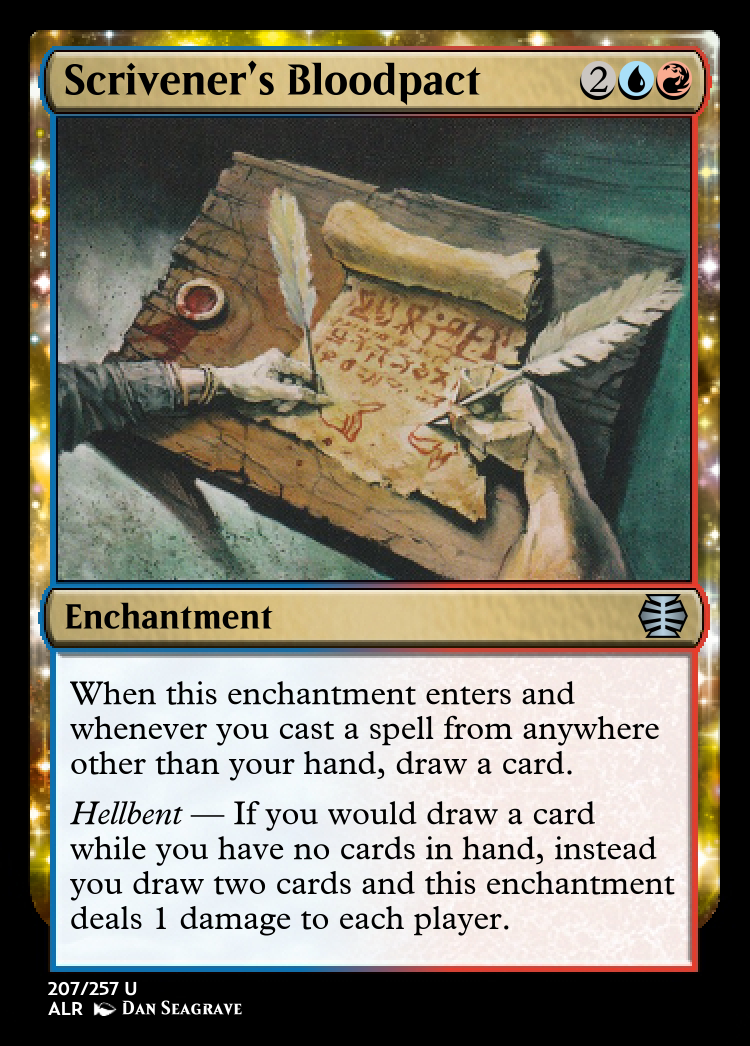 Scrivener's Bloodpact 2
Enchantment
When this enchantment enters and
whenever you cast a spell from anywhere
other than your hand, draw a card.
Hellbent — If you would draw a card
while you have no cards in hand, instead
you draw two cards and this enchantment
deals 1 damage to each player.
207/257 U
ALR DAN SEAGRAVE